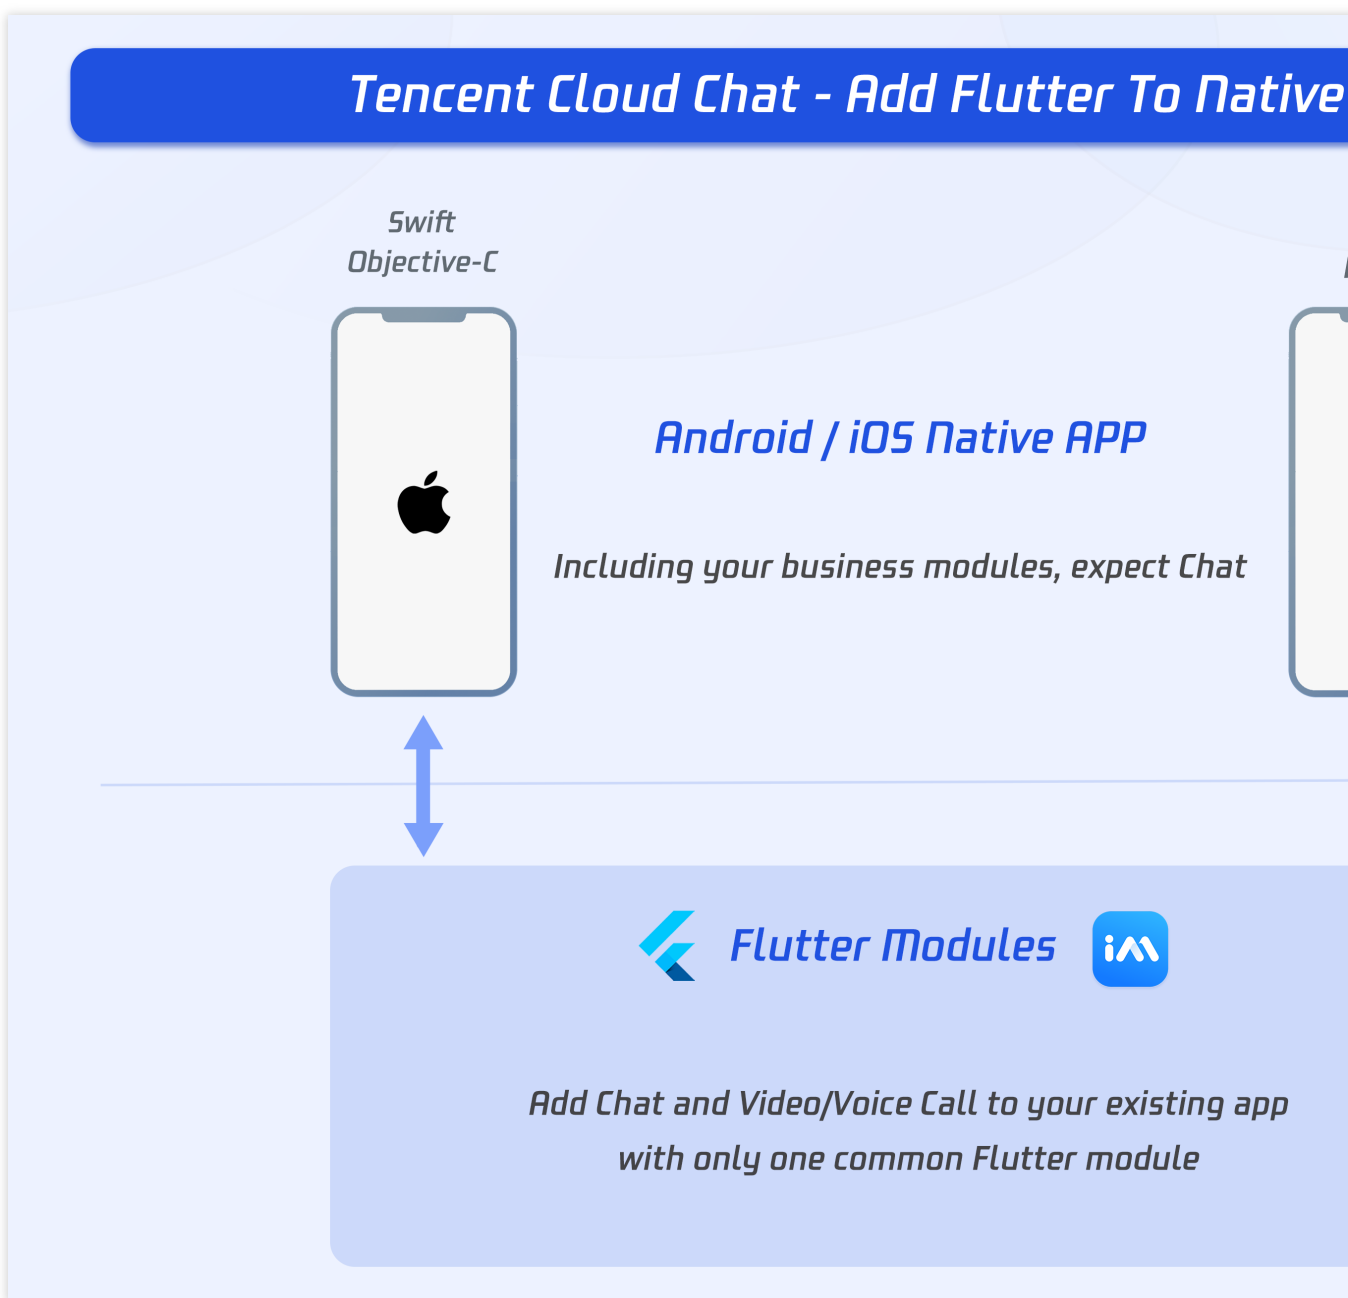 Tencent Cloud Chat - Add Flutter To Native
Swift
Objective-C
Android / iOS Native APP
Including your business modules, expect Chat
Flutter Modules
im
Add Chat and Video/Voice Call to your existing app
with only one common Flutter module